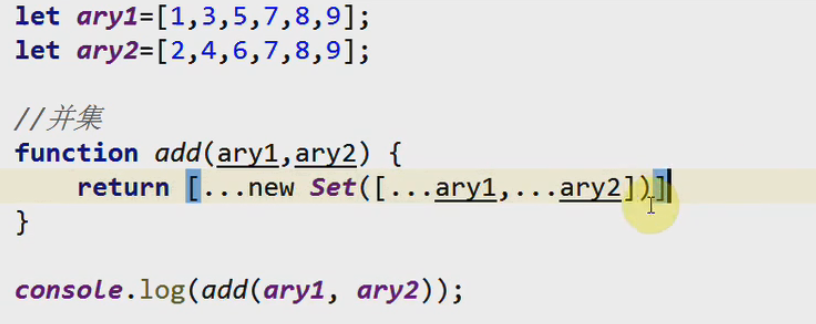 let ary1=[1,3,5,7,8,9];
let ary2=[2,4,6,7,8,9];
//并集
function add(ary1,ary2) {
return [...new Set([...ary1,...ary2])]
}
console.log(add(ary1, ary2));